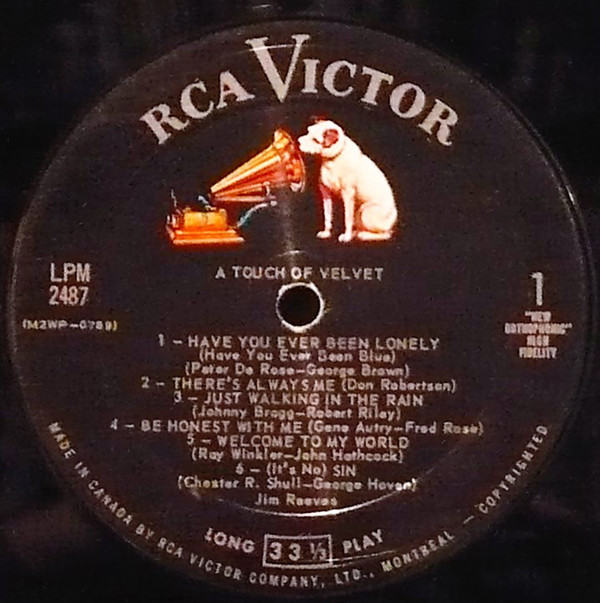 RCA VICTOR
A TOUCH OF VELVET
LPM
2487
(M2WP-0789)
1
"NEW
ORTHOPHONIC"
HIGH
FIDELITY
1 - HAVE YOU EVER BEEN LONELY
(Have You Ever Been Blue)
(Peter De Rose-George Brown)
2 - THERE'S ALWAYS ME (Don Robertson)
3 - JUST WALKING IN THE RAIN
(Johnny Bragg-Robert Riley)
4 - BE HONEST WITH ME (Gene Autry-Fred Rose)
5 - WELCOME TO MY WORLD
(Ray Winkler-John Hathcock)
6 - (It's No) SIN
(Chester R. Shull-George Hoven)
Jim Reeves
LONG 33 1/3 PLAY
MADE IN CANADA BY RCA VICTOR COMPANY, LTD., MONTREAL - COPYRIGHTED